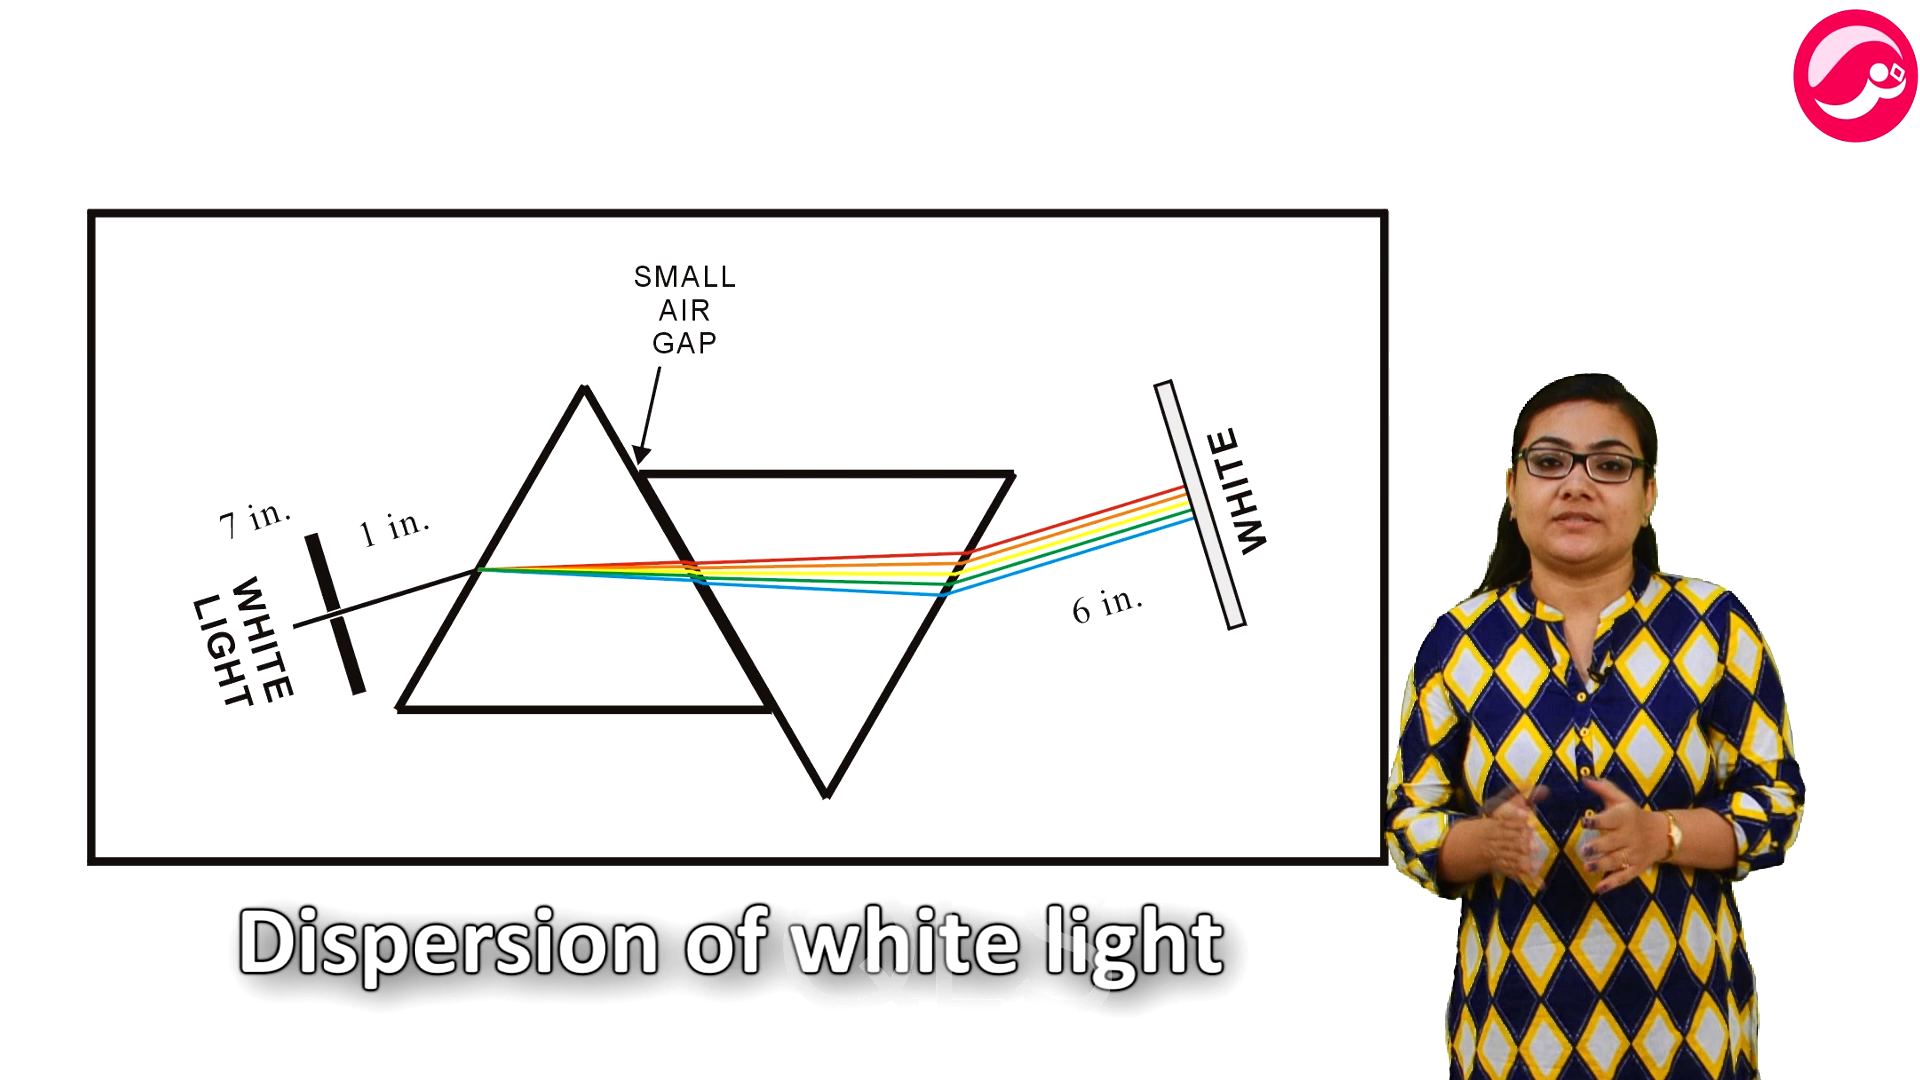 SMALL
AIR
GAP
7 in.
1 in.
WHITE
LIGHT
6 in.
WHITE
Dispersion of white light